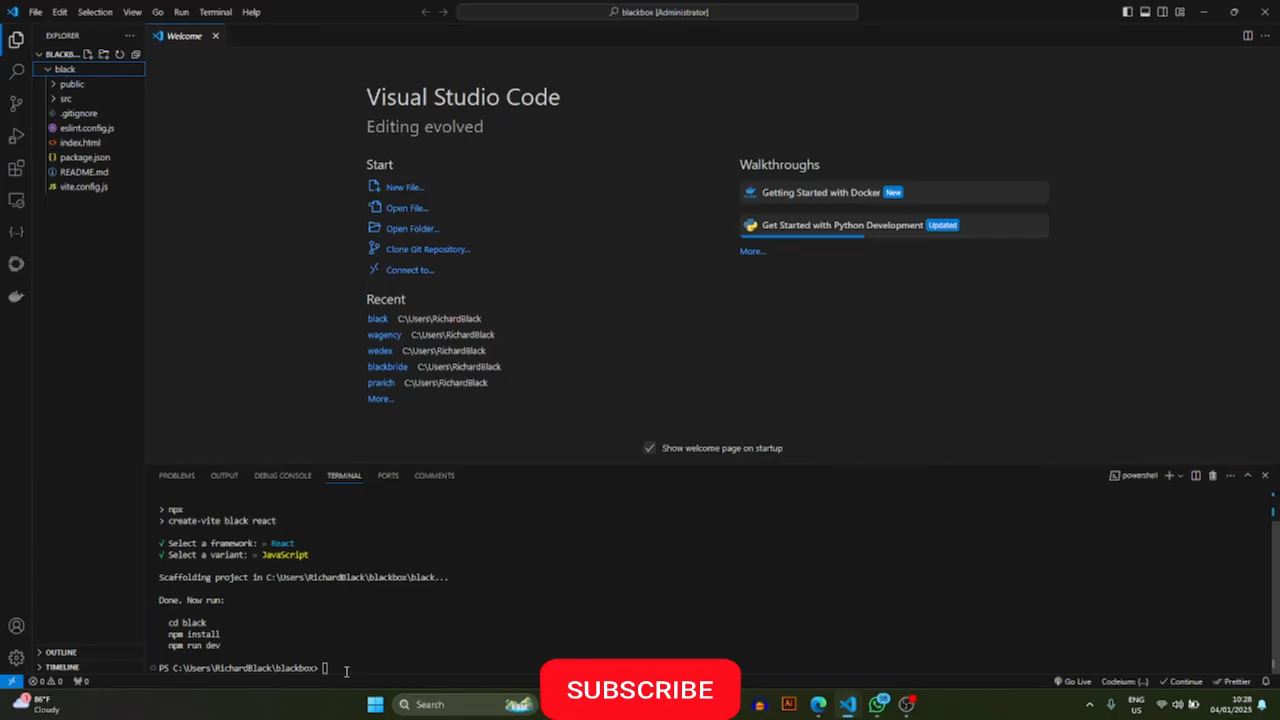 File Edit Selection View Go Run Terminal Help
blackbox [Administrator]
EXPLORER
Welcome
BLACKB...
black
public
src
.gitignore
eslint.config.js
index.html
package.json
README.md
vite.config.js
Visual Studio Code
Editing evolved
Start
New File...
Open File...
Open Folder...
Clone Git Repository...
Connect to...
Recent
black C:\Users\RichardBlack
wagency C:\Users\RichardBlack
wedex C:\Users\RichardBlack
blackbride C:\Users\RichardBlack
prarich C:\Users\RichardBlack
More...
Walkthroughs
Getting Started with Docker New
Get Started with Python Development Updated
More...
Show welcome page on startup
PROBLEMS OUTPUT DEBUG CONSOLE TERMINAL PORTS COMMENTS
powershell
> npx
> create-vite black react
√ Select a framework: » React
√ Select a variant: » JavaScript
Scaffolding project in C:\Users\RichardBlack\blackbox\black...
Done. Now run:
cd black
npm install
npm run dev
PS C:\Users\RichardBlack\blackbox>
OUTLINE
TIMELINE
0 0 0
Go Live Codeium: {...} Continue Prettier
SUBSCRIBE
86°F
Cloudy
Search
ENG
US
10:28
04/01/2025